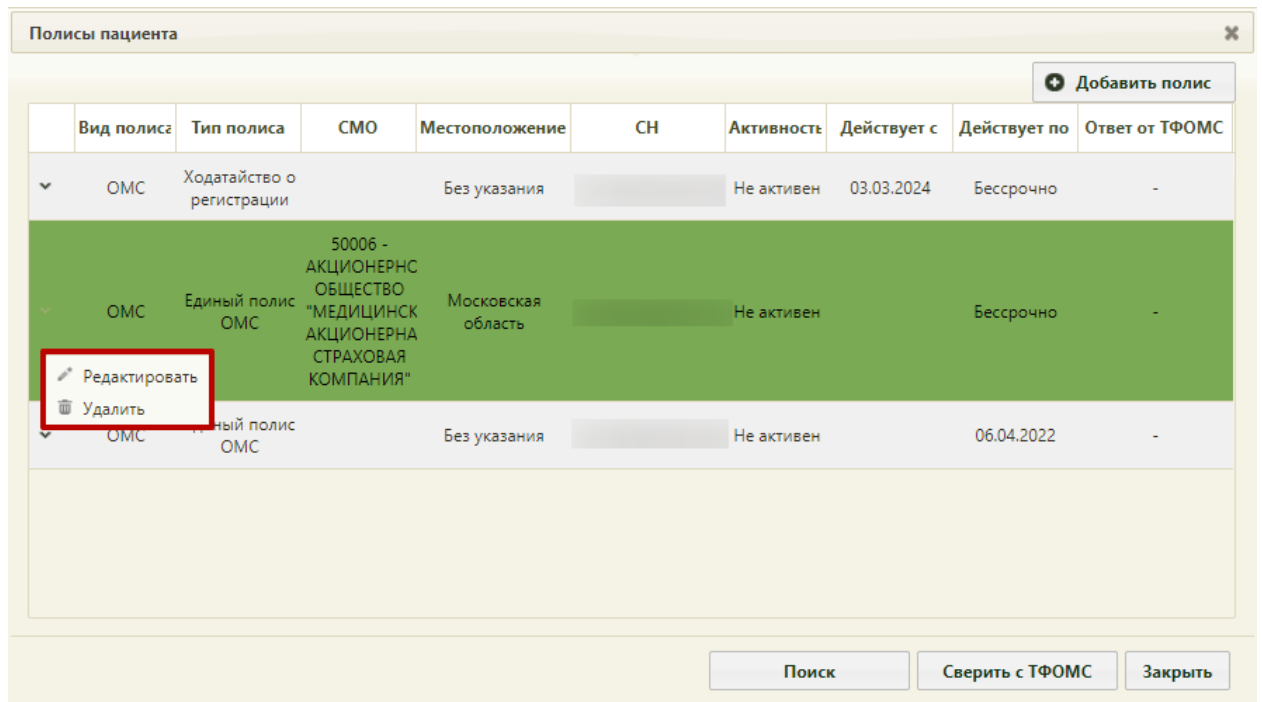 Полисы пациента
Добавить полис
Вид полиса Тип полиса СМО Местоположение СН Активность Действует с Действует по Ответ от ТФОМС
ОМС Ходатайство о регистрации Без указания Не активен 03.03.2024 Бессрочно -
50006 -
АКЦИОНЕРНО
ОБЩЕСТВО
"МЕДИЦИНСК
АКЦИОНЕРНА
СТРАХОВАЯ
КОМПАНИЯ"
ОМС Единый полис ОМС Московская область Не активен Бессрочно -
Редактировать
Удалить
ОМС ный полис ОМС Без указания Не активен 06.04.2022 -
Поиск Сверить с ТФОМС Закрыть